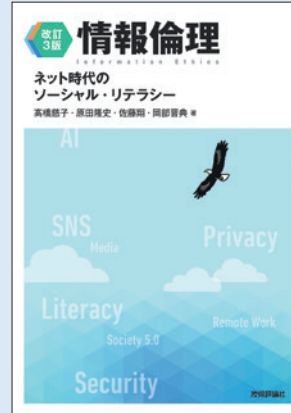 改訂
3版
情報倫理
Information Ethics
ネット時代の
ソーシャル・リテラシー
髙橋慈子・原田隆史・佐藤翔・岡部晋典 著
AI
SNS
Media
Privacy
Literacy
Remote Work
Society 5.0
Security
技術評論社